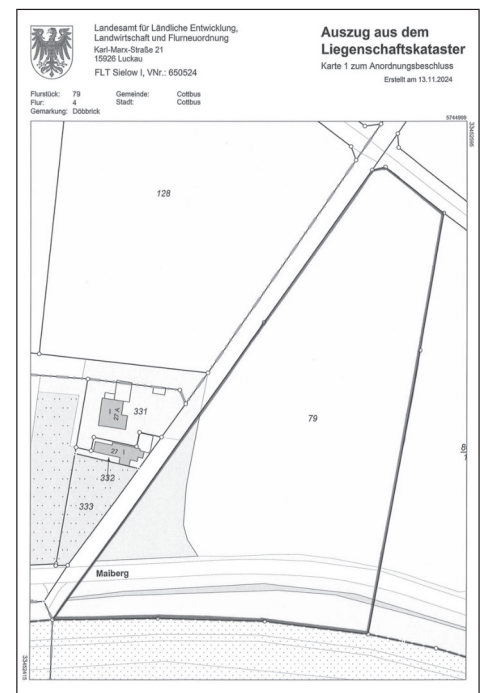 Landesamt für Ländliche Entwicklung,
Landwirtschaft und Flurneuordnung
Karl-Marx-Straße 21
15926 Luckau
FLT Sielow I, VNr.: 650524
Auszug aus dem
Liegenschaftskataster
Karte 1 zum Anordnungsbeschluss
Erstellt am 13.11.2024
Flurstück: 79 Gemeinde: Cottbus
Flur: 4 Stadt: Cottbus
Gemarkung: Döbbrick
5744999
128
331
27 A
79
27
332
333
Maiberg
33452415